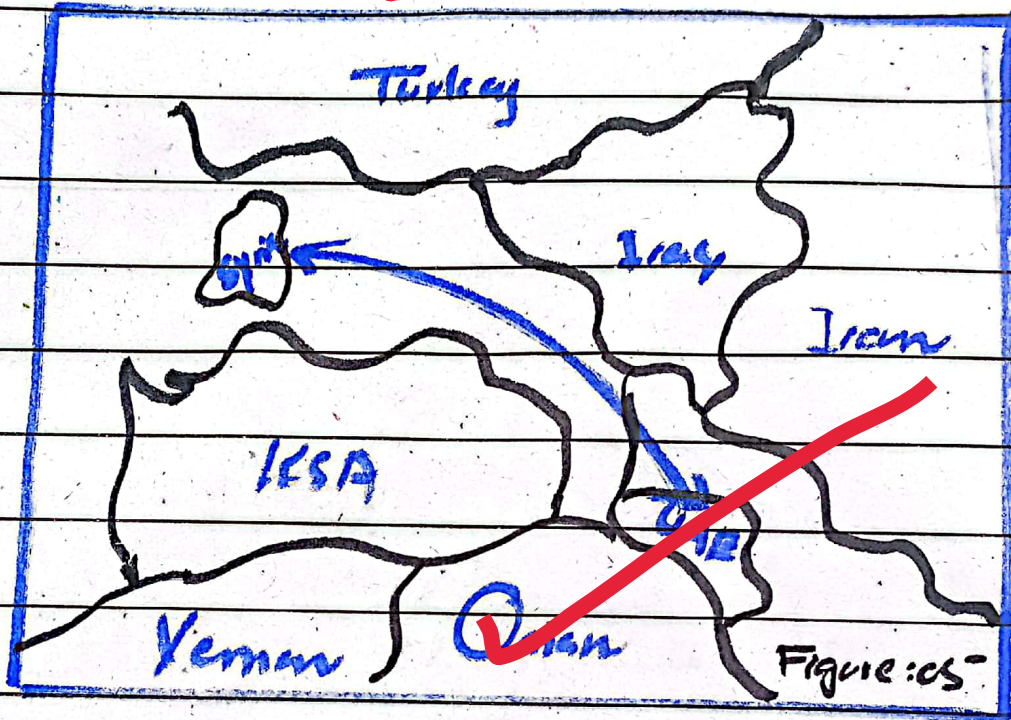 Turkey
Syria
Iraq
Iran
KSA
UAE
Yemen
Oman
Figure:05